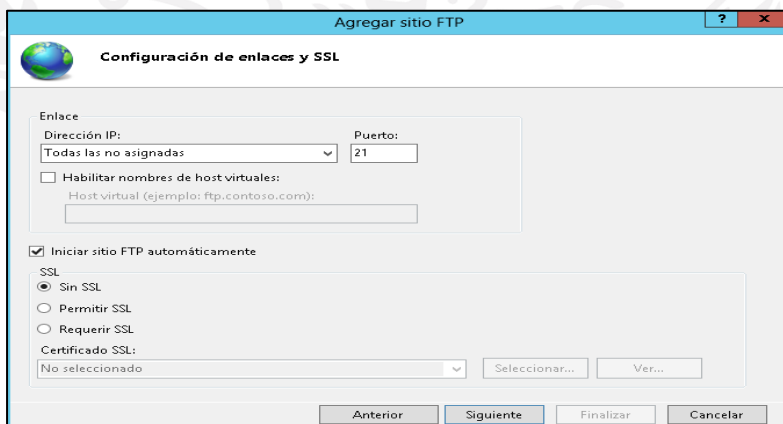 Agregar sitio FTP
? x
Configuración de enlaces y SSL
Enlace
Dirección IP: Puerto:
Todas las no asignadas 21
Habilitar nombres de host virtuales:
Host virtual (ejemplo: ftp.contoso.com):
Iniciar sitio FTP automáticamente
SSL
Sin SSL
Permitir SSL
Requerir SSL
Certificado SSL:
No seleccionado Seleccionar... Ver...
Anterior Siguiente Finalizar Cancelar